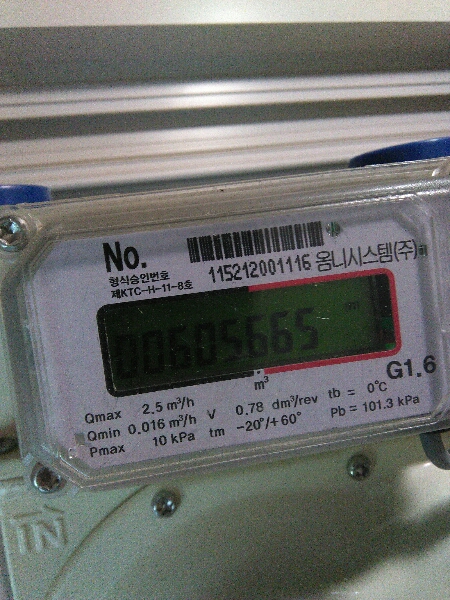 No.
형식승인번호
제KTC-H-11-8호
115212001116 옴니시스템(주)
00605665
m³
G1.6
Qmax 2.5 m³/h
Qmin 0.016 m³/h V 0.78 dm³/rev tb = 0°C
Pmax 10 kPa tm -20°/+60° Pb = 101.3 kPa
IN